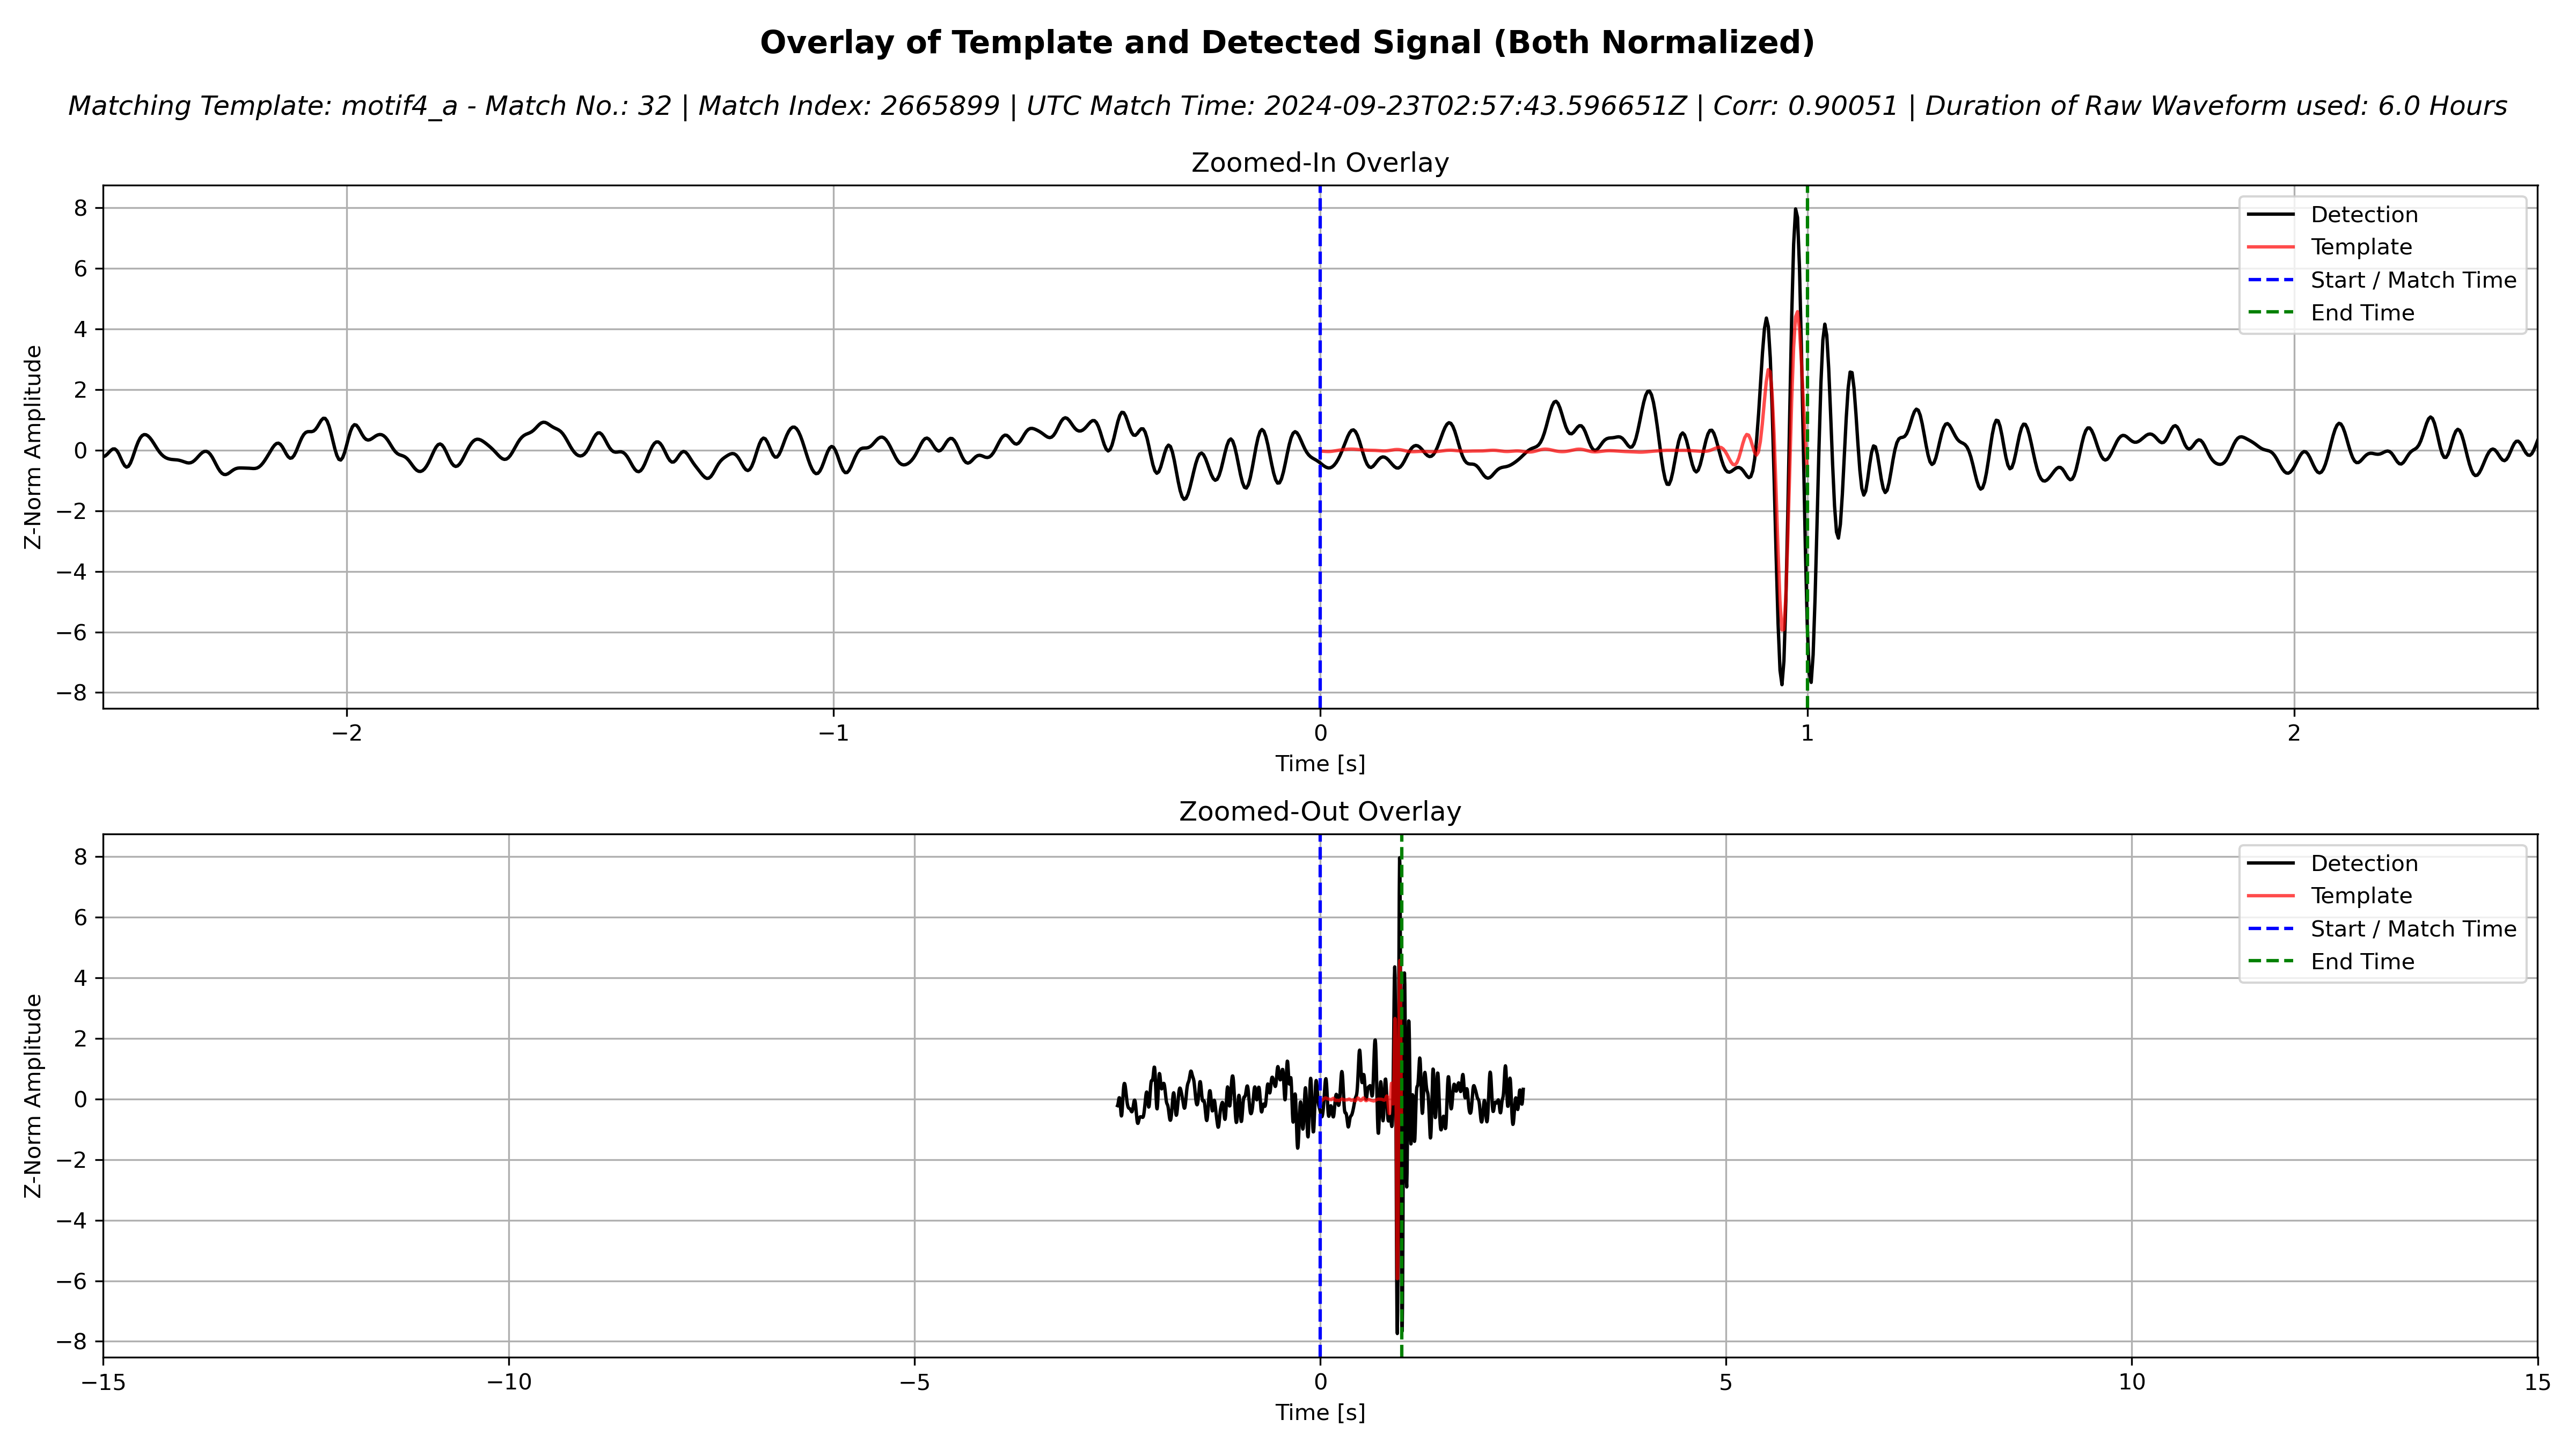 Overlay of Template and Detected Signal (Both Normalized)
Matching Template: motif4_a - Match No.: 32 | Match Index: 2665899 | UTC Match Time: 2024-09-23T02:57:43.596651Z | Corr: 0.90051 | Duration of Raw Waveform used: 6.0 Hours
Zoomed-In Overlay
Z-Norm Amplitude
8
6
4
2
0
−2
−4
−6
−8
Detection
Template
Start / Match Time
End Time
−2
−1
0
1
2
Time [s]
Zoomed-Out Overlay
Z-Norm Amplitude
8
6
4
2
0
−2
−4
−6
−8
Detection
Template
Start / Match Time
End Time
−15
−10
−5
0
5
10
15
Time [s]